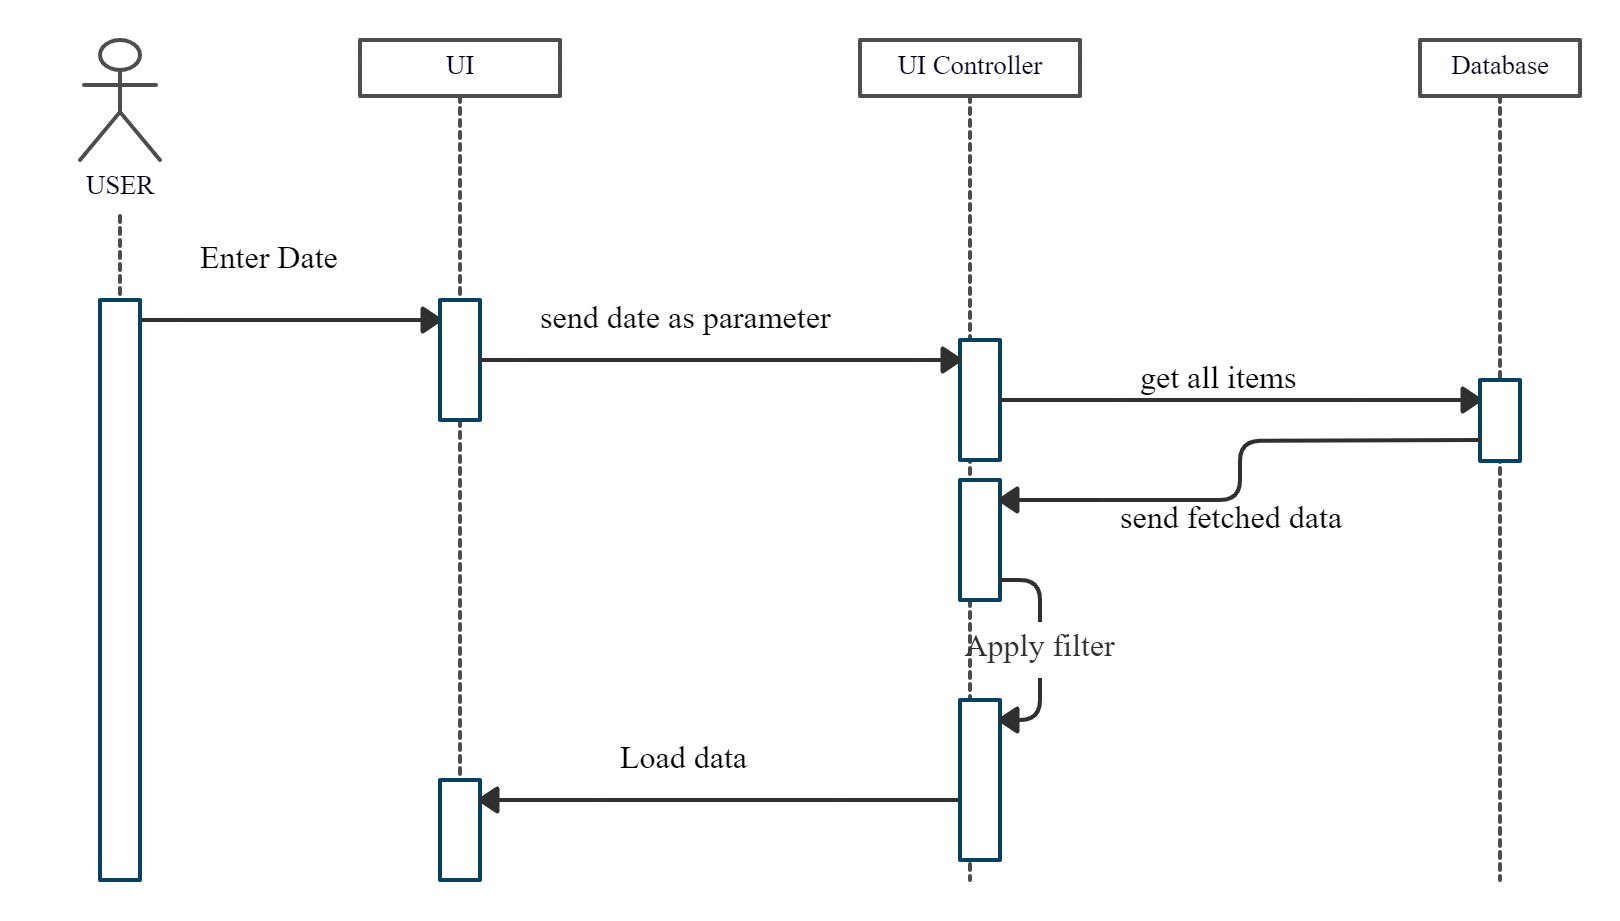 UI
UI Controller
Database
USER
Enter Date
send date as parameter
get all items
send fetched data
Apply filter
Load data